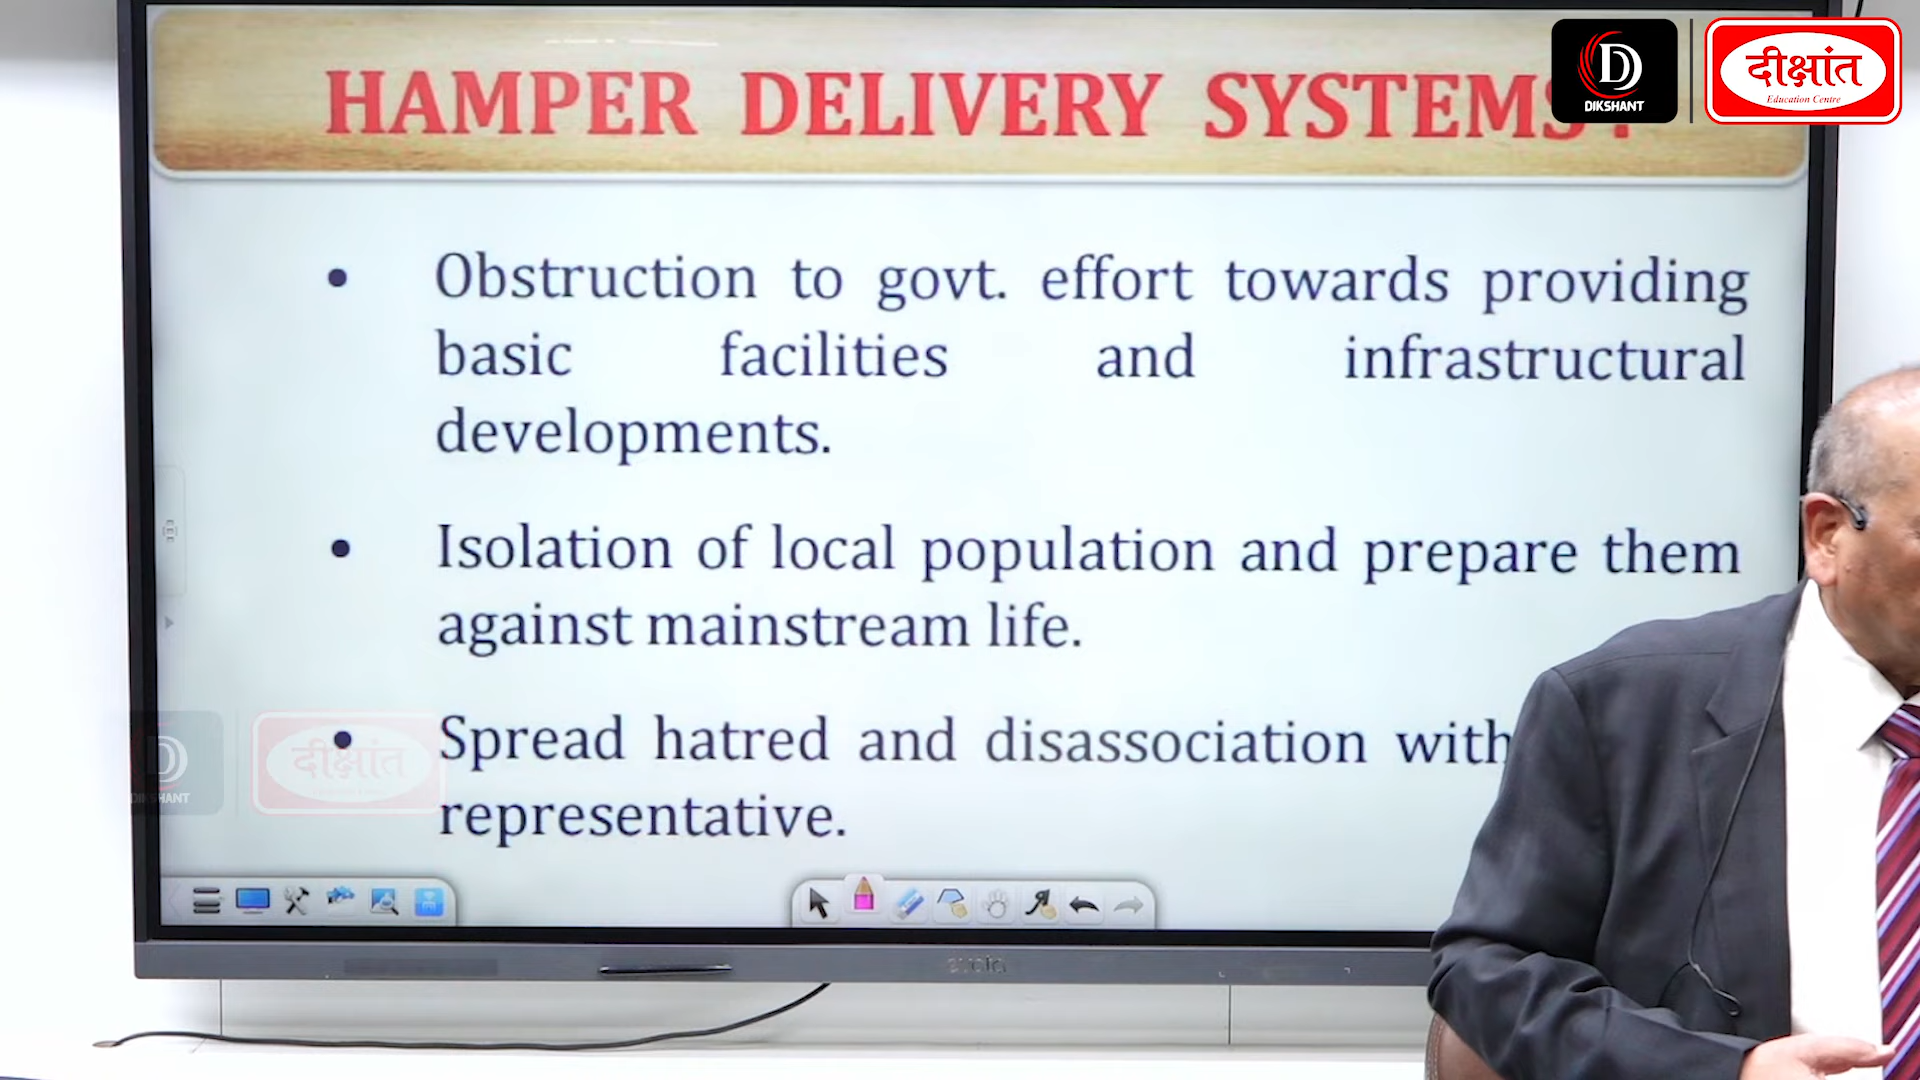 HAMPER DELIVERY SYSTEMS?
D
DIKSHANT
दीक्षांत
Education Centre
• Obstruction to govt. effort towards providing
basic facilities and infrastructural
developments.
• Isolation of local population and prepare them
against mainstream life.
• Spread hatred and disassociation with
representative.
D
DIKSHANT
दीक्षांत